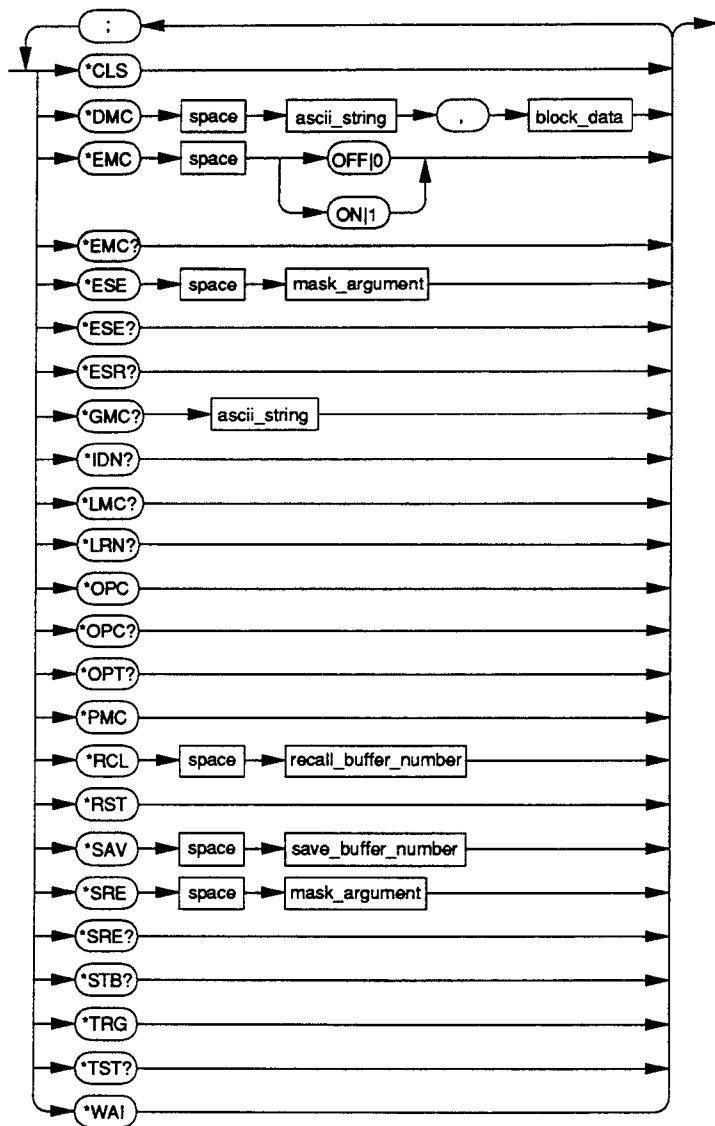 ;
*CLS
*DMC space ascii_string , block_data
*EMC space OFF|0
ON|1
*EMC?
*ESE space mask_argument
*ESE?
*ESR?
*GMC? ascii_string
*IDN?
*LMC?
*LRN?
*OPC
*OPC?
*OPT?
*PMC
*RCL space recall_buffer_number
*RST
*SAV space save_buffer_number
*SRE space mask_argument
*SRE?
*STB?
*TRG
*TST?
*WAI